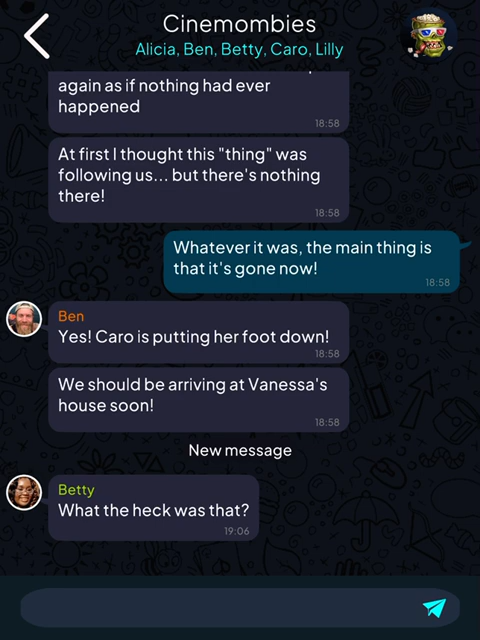 Cinemombies
Alicia, Ben, Betty, Caro, Lilly
again as if nothing had ever
happened
18:58
At first I thought this "thing" was
following us... but there's nothing
there!
18:58
Whatever it was, the main thing is
that it's gone now!
18:58
Ben
Yes! Caro is putting her foot down!
18:58
We should be arriving at Vanessa's
house soon!
18:58
New message
Betty
What the heck was that?
19:06